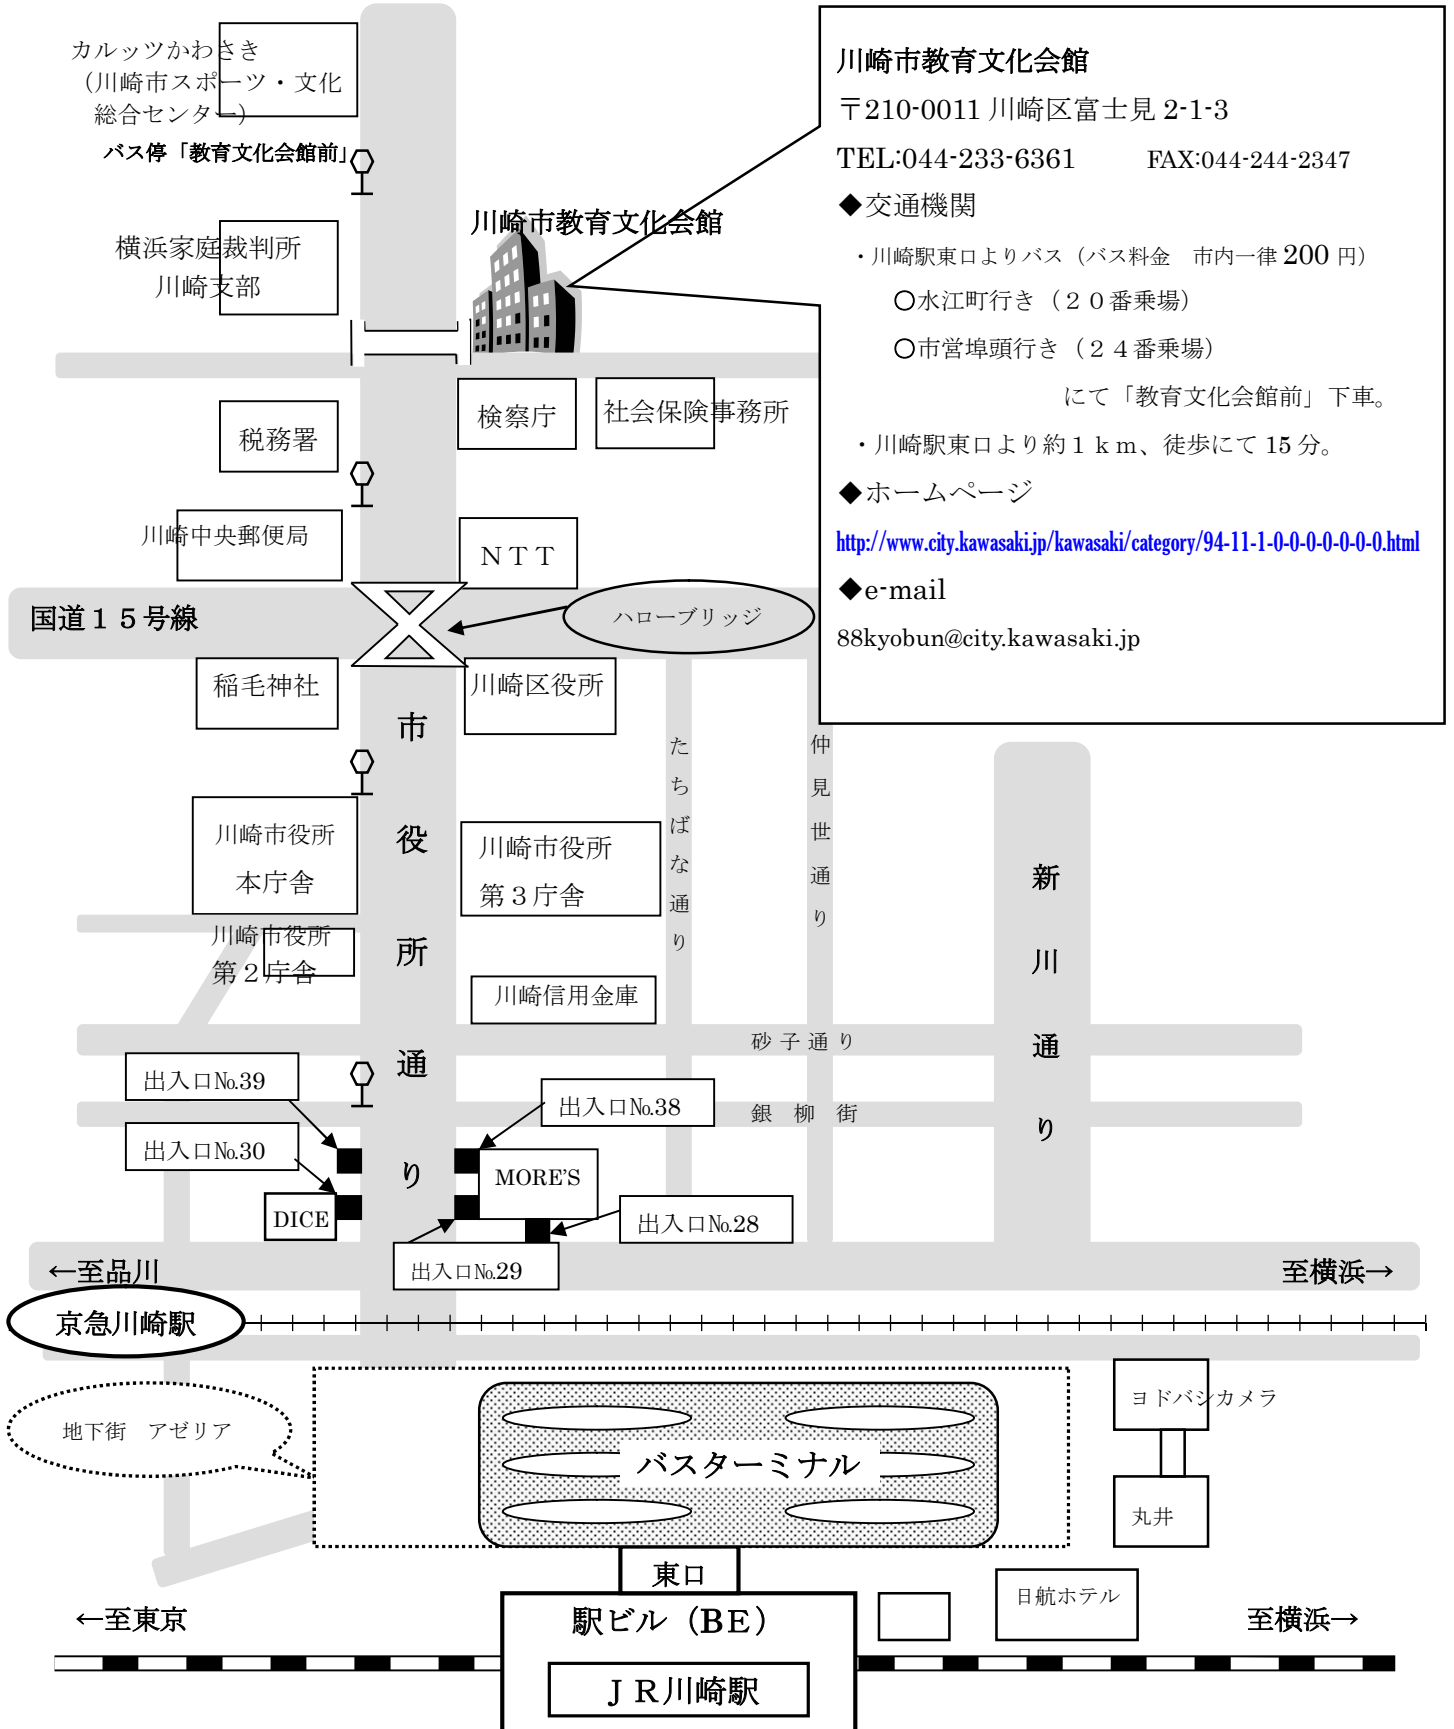 カルッツかわさき
（川崎市スポーツ・文化
総合センター）
バス停「教育文化会館前」
横浜家庭裁判所
川崎支部
川崎市教育文化会館
川崎市教育文化会館
〒210-0011 川崎区富士見 2-1-3
TEL:044-233-6361 FAX:044-244-2347
◆交通機関
・川崎駅東口よりバス（バス料金　市内一律 200 円）
○水江町行き（２０番乗場）
○市営埠頭行き（２４番乗場）
にて「教育文化会館前」下車。
・川崎駅東口より約１ｋｍ、徒歩にて 15 分。
◆ホームページ
http://www.city.kawasaki.jp/kawasaki/category/94-11-1-0-0-0-0-0-0-0.html
◆e-mail
88kyobun@city.kawasaki.jp
税務署
検察庁
社会保険事務所
川崎中央郵便局
ＮＴＴ
国道１５号線
ハローブリッジ
稲毛神社
川崎区役所
市役所通り
たちばな通り
仲見世通り
新川通り
川崎市役所
本庁舎
川崎市役所
第３庁舎
川崎市役所
第２庁舎
川崎信用金庫
砂子通り
出入口№39
出入口№38
銀　柳　街
出入口№30
MORE'S
DICE
出入口№28
出入口№29
←至品川
至横浜→
京急川崎駅
地下街　アゼリア
バスターミナル
ヨドバシカメラ
丸井
東口
日航ホテル
←至東京
駅ビル（BE）
至横浜→
ＪＲ川崎駅